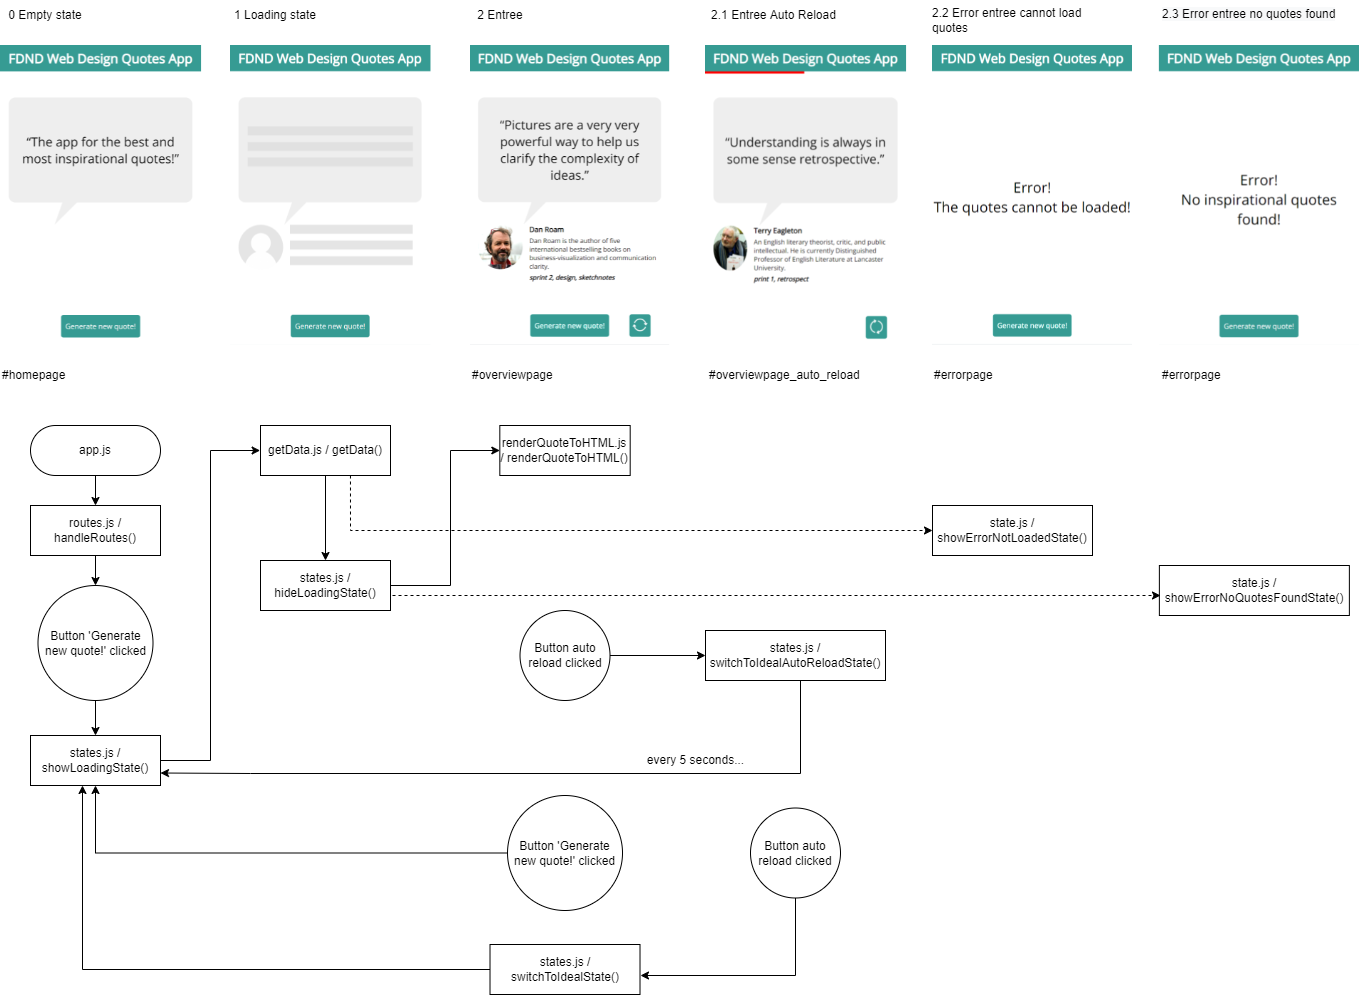 0 Empty state
1 Loading state
2 Entree
2.1 Entree Auto Reload
2.2 Error entree cannot load
quotes
2.3 Error entree no quotes found
FDND Web Design Quotes App
FDND Web Design Quotes App
FDND Web Design Quotes App
FDND Web Design Quotes App
FDND Web Design Quotes App
FDND Web Design Quotes App
“The app for the best and
most inspirational quotes!”
“Pictures are a very very
powerful way to help us
clarify the complexity of
ideas.”
Dan Roam
Dan Roam is the author of five
international bestselling books on
business-visualization and communication
clarity.
sprint 2, design, sketchnotes
“Understanding is always in
some sense retrospective.”
Terry Eagleton
An English literary theorist, critic, and public
intellectual. He is currently Distinguished
Professor of English Literature at Lancaster
University.
print 1, retrospect
Error!
The quotes cannot be loaded!
Error!
No inspirational quotes
found!
Generate new quote!
Generate new quote!
Generate new quote!
Generate new quote!
Generate new quote!
#homepage
#overviewpage
#overviewpage_auto_reload
#errorpage
#errorpage
app.js
getData.js / getData()
renderQuoteToHTML.js
/ renderQuoteToHTML()
routes.js /
handleRoutes()
state.js /
showErrorNotLoadedState()
states.js /
hideLoadingState()
state.js /
showErrorNoQuotesFoundState()
Button 'Generate
new quote!' clicked
Button auto
reload clicked
states.js /
switchToIdealAutoReloadState()
states.js /
showLoadingState()
every 5 seconds...
Button 'Generate
new quote!' clicked
Button auto
reload clicked
states.js /
switchToIdealState()